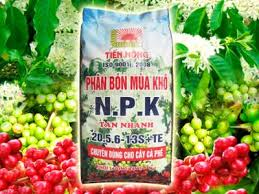 TIẾN NÔNG
ISO 9001: 2008
PHÂN BÓN MÙA KHÔ
N.P.K
TAN NHANH
20.5.6-13S+TE
CHUYÊN DÙNG CHO CÂY CÀ PHÊ